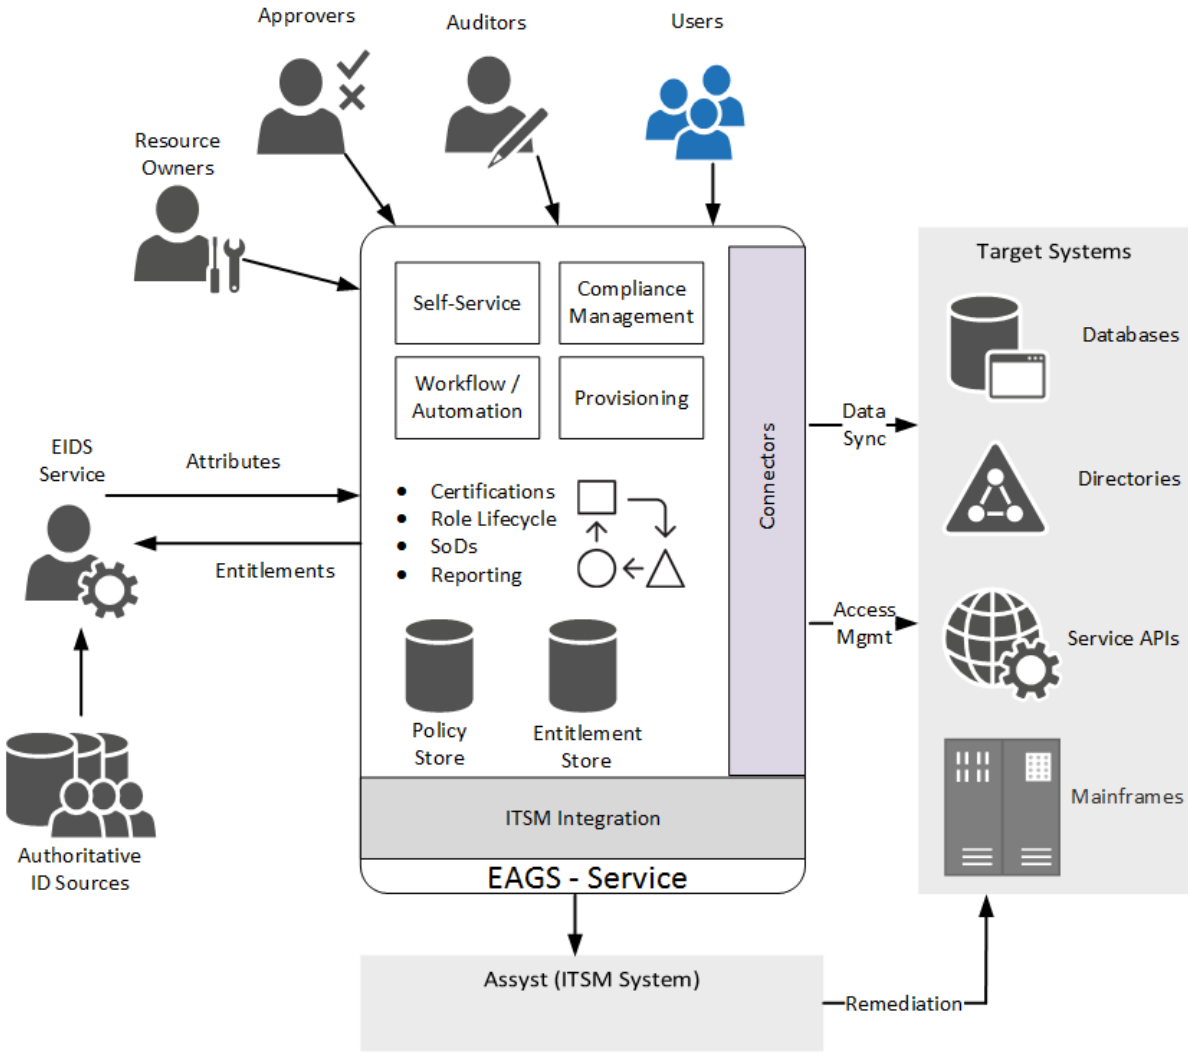 Approvers
Auditors
Users
Resource
Owners
Target Systems
Self-Service
Compliance
Management
Databases
Workflow /
Automation
Provisioning
Data
Sync
Connectors
EIDS
Service
Attributes
Directories
• Certifications
• Role Lifecycle
• SoDs
• Reporting
Entitlements
Access
Mgmt
Service APIs
Policy
Store
Entitlement
Store
Mainframes
ITSM Integration
Authoritative
ID Sources
EAGS - Service
Assyst (ITSM System)
Remediation